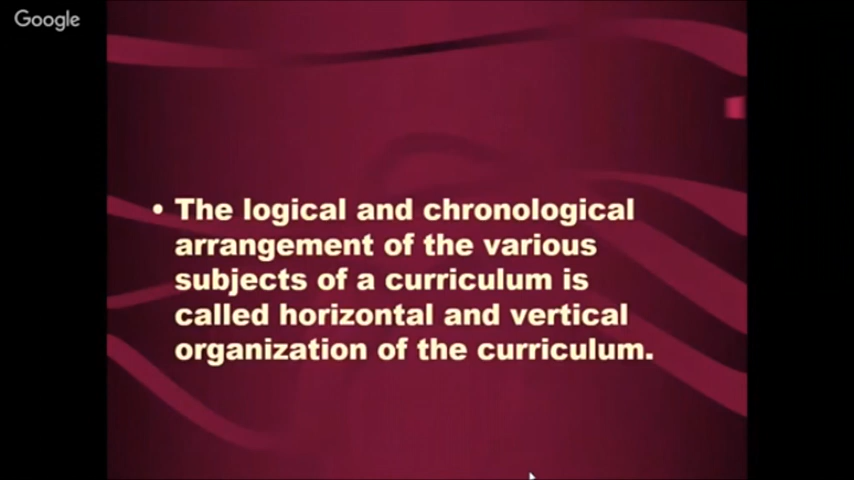 Google
• The logical and chronological
arrangement of the various
subjects of a curriculum is
called horizontal and vertical
organization of the curriculum.